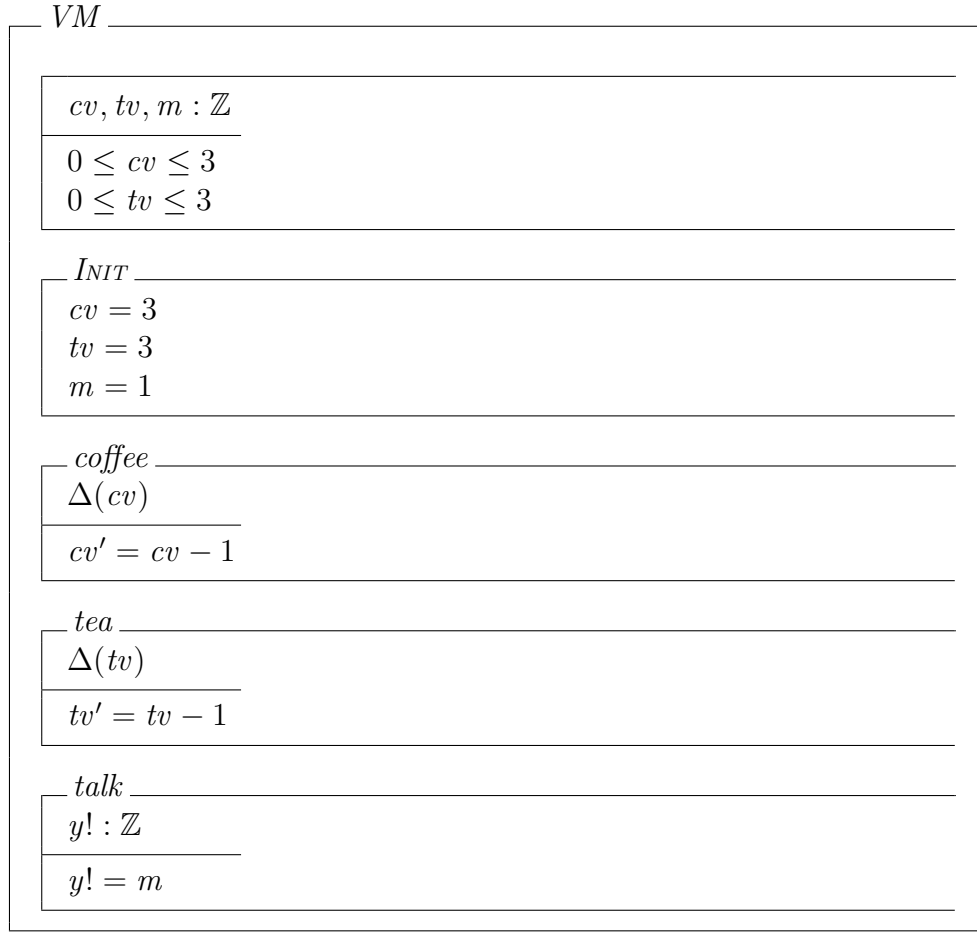 VM
cv, tv, m : ℤ
0 ≤ cv ≤ 3
0 ≤ tv ≤ 3
INIT
cv = 3
tv = 3
m = 1
coffee
Δ(cv)
cv′ = cv − 1
tea
Δ(tv)
tv′ = tv − 1
talk
y! : ℤ
y! = m